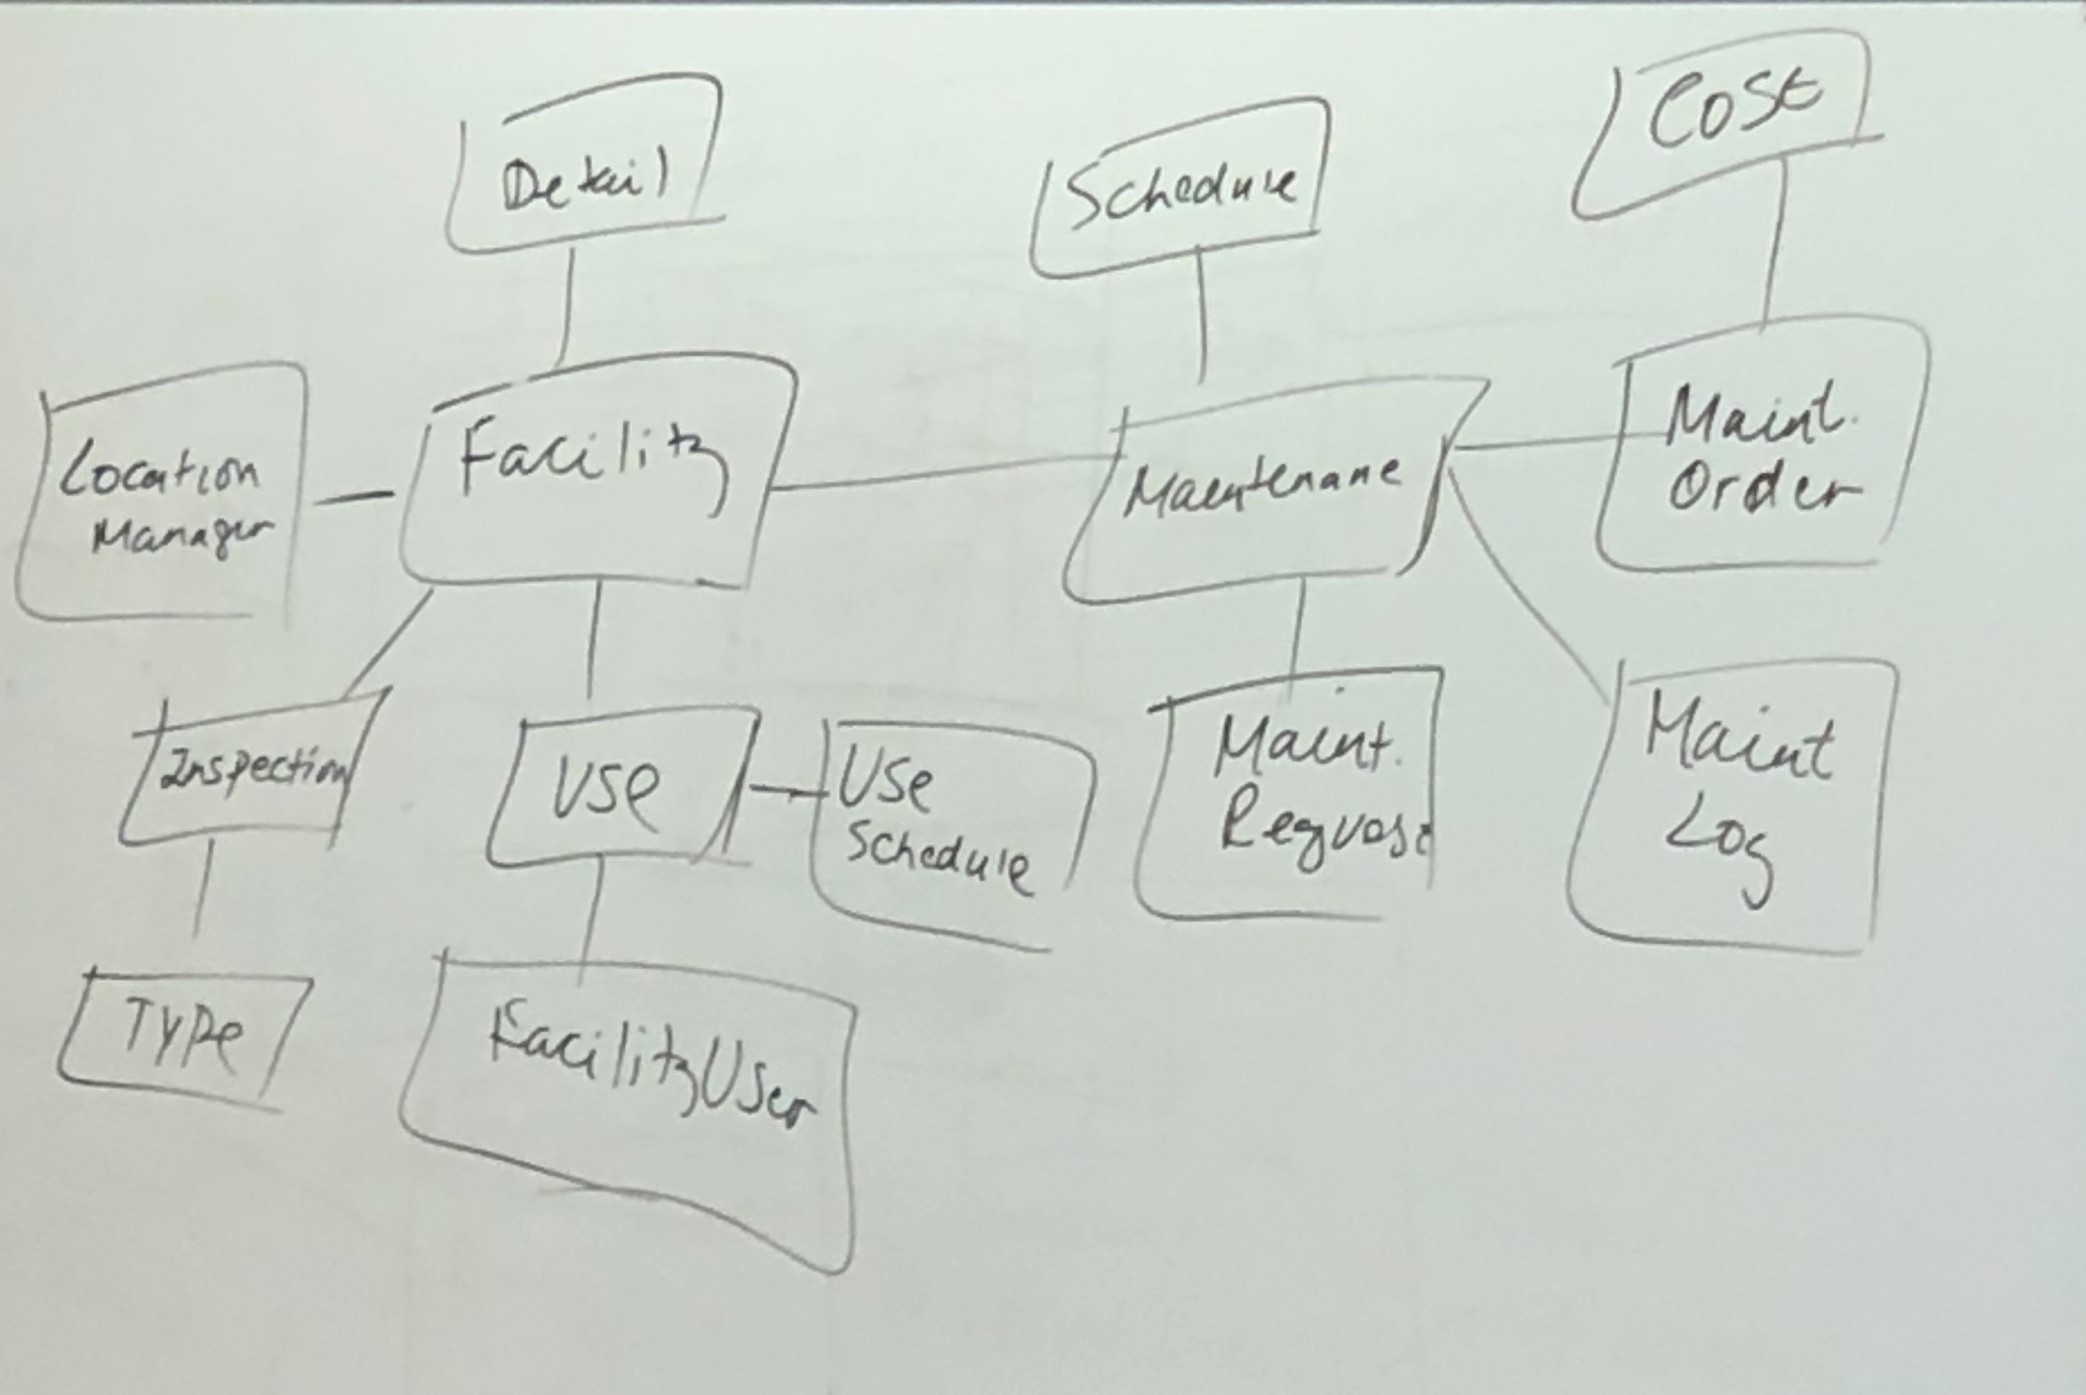 Detail
Schedule
Cost
Location
Manager
Facility
Maintenane
Maint.
Order
Inspection
Use
Use
Schedule
Maint.
Request
Maint
Log
Type
FacilityUser